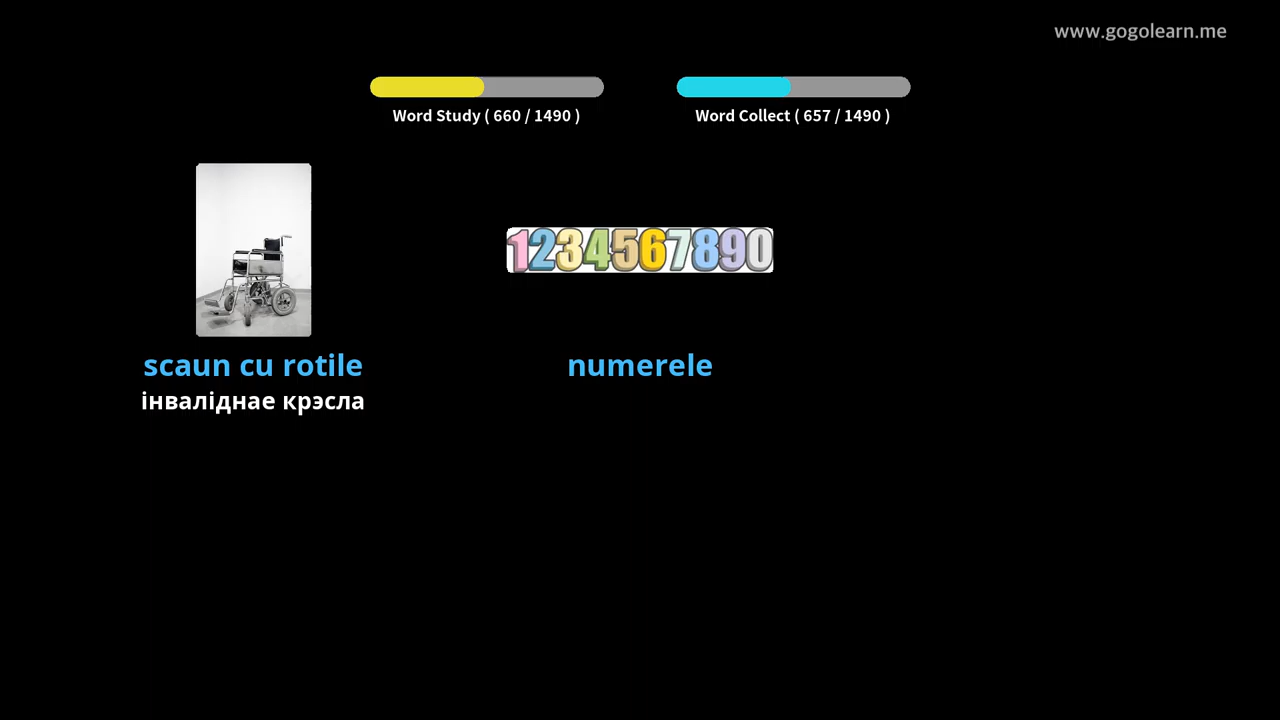 www.gogolearn.me
Word Study ( 660 / 1490 )
Word Collect ( 657 / 1490 )
1234567890
scaun cu rotile
інваліднае крэсла
numerele